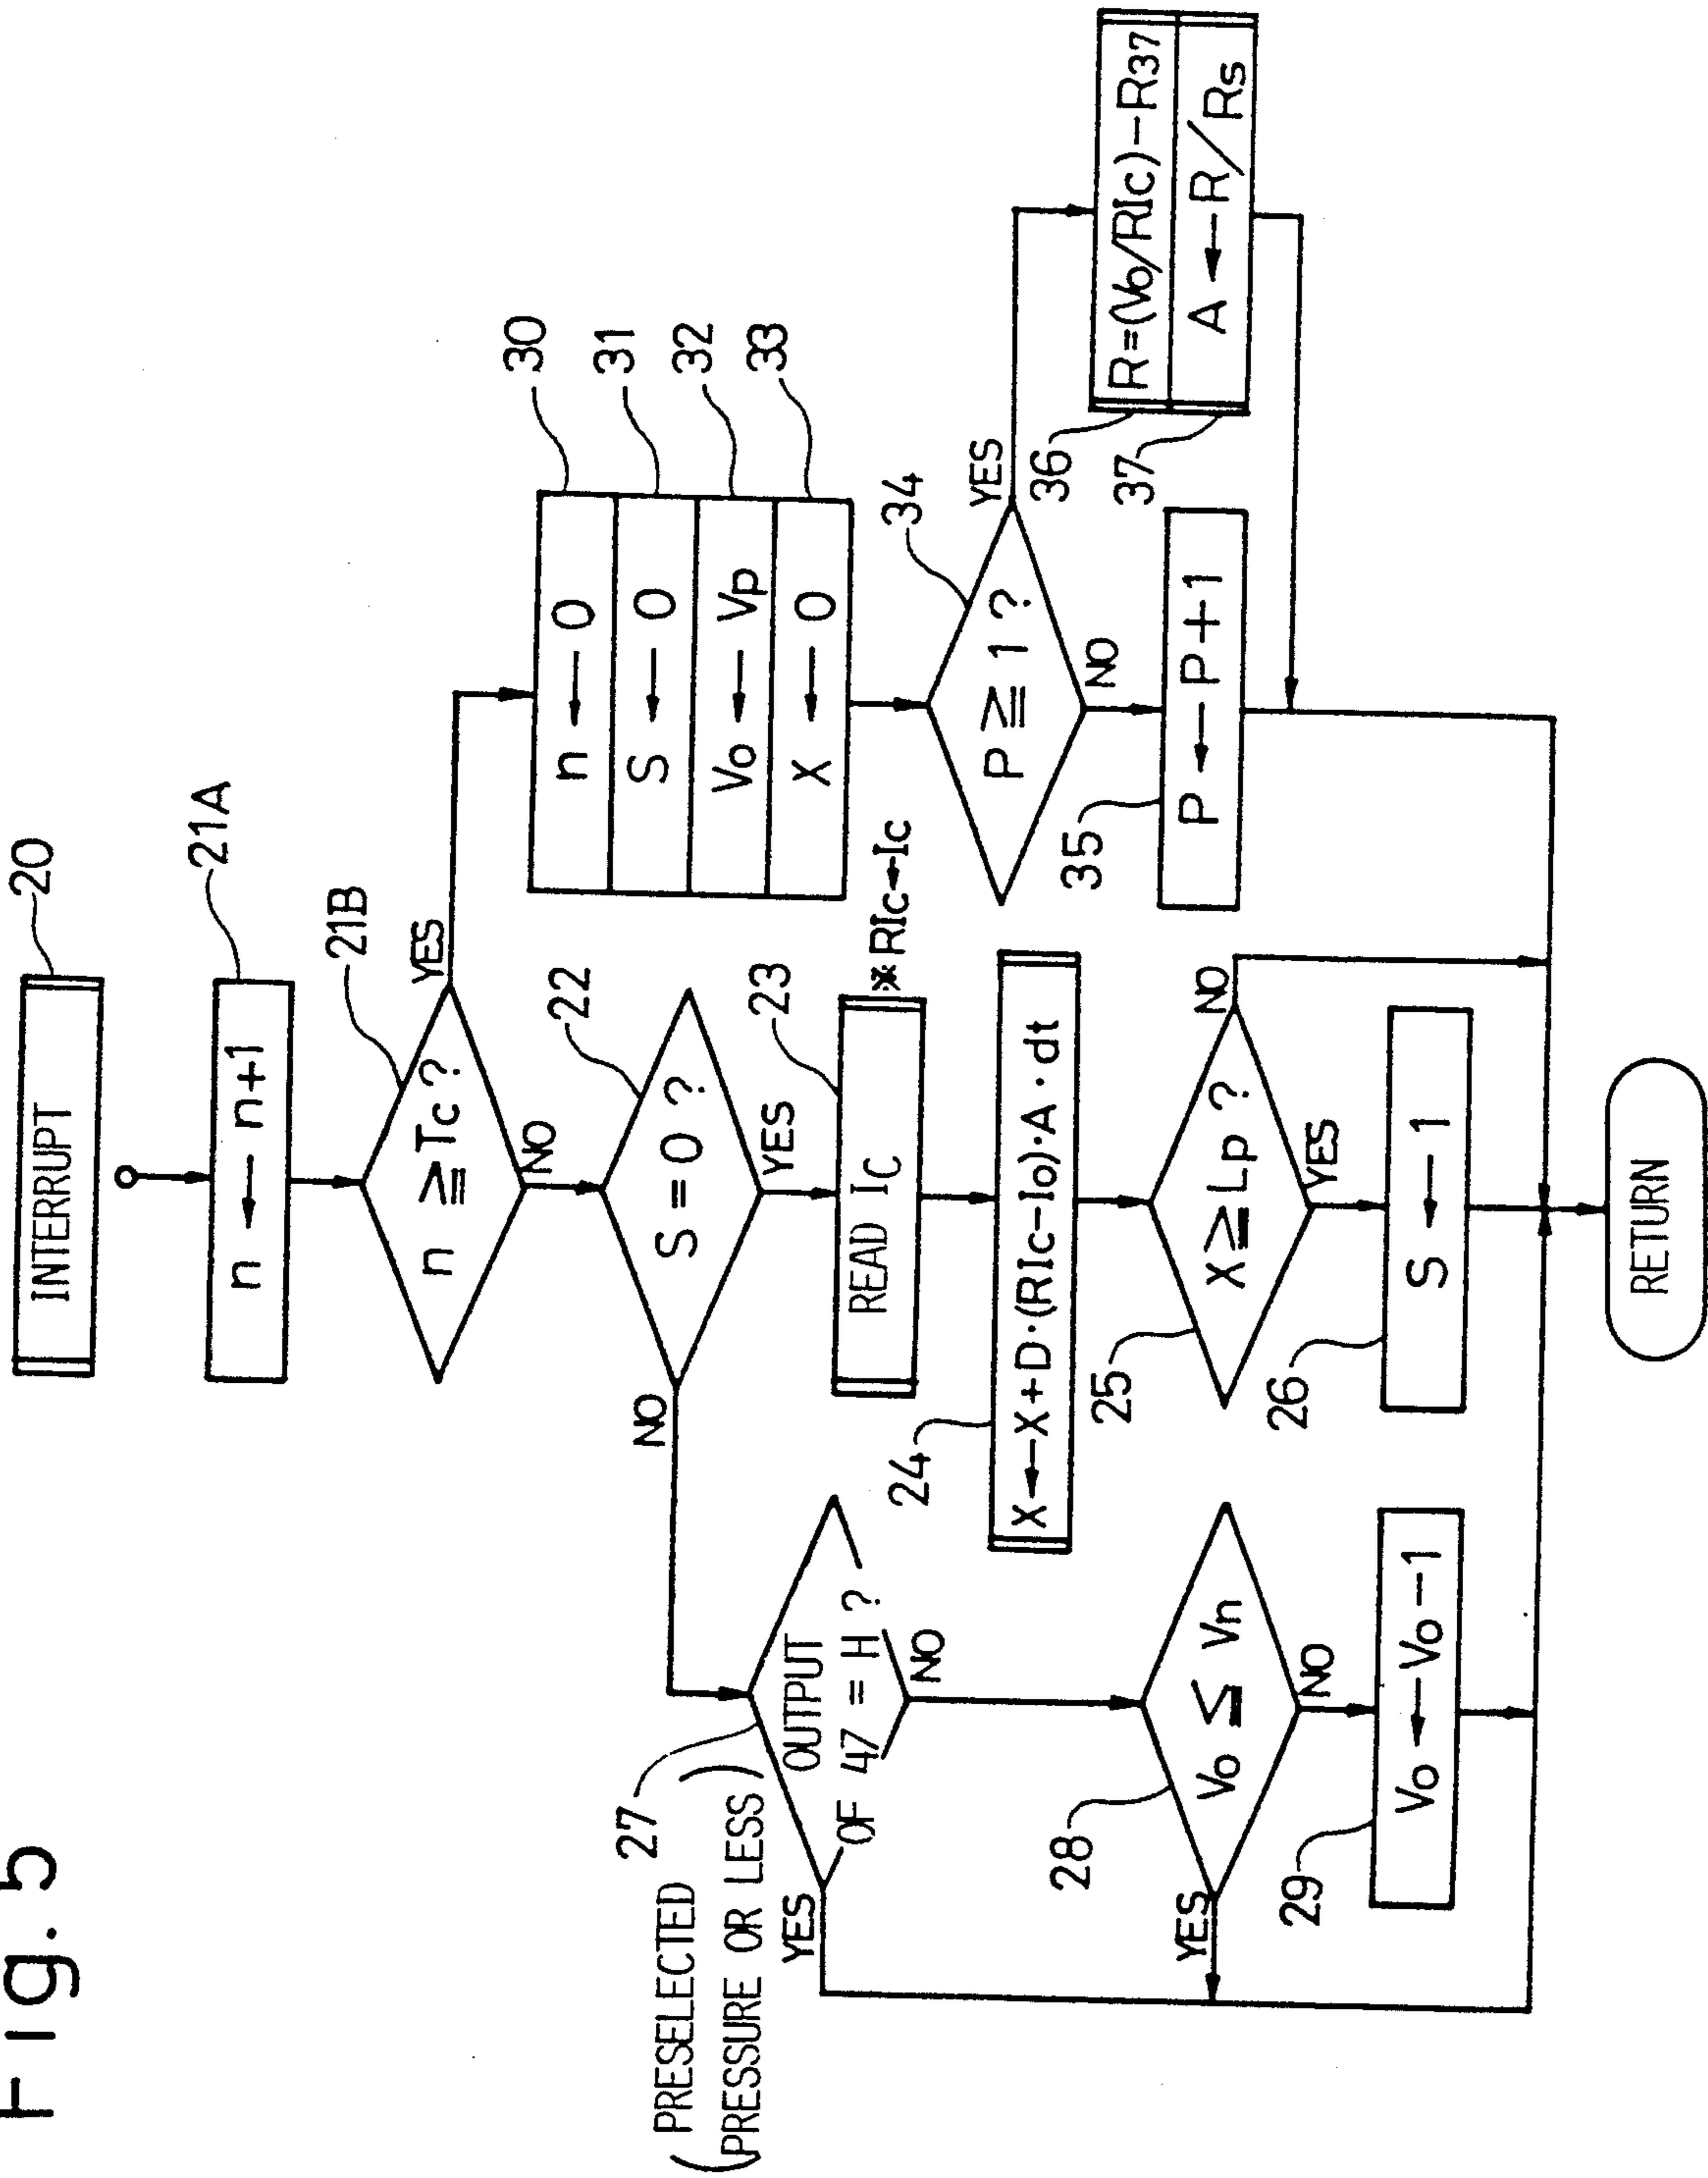 Fig. 5
INTERRUPT
20
n ← n+1
21A
n ≧ Tc ?
21B
YES
NO
S = 0 ?
22
NO
YES
READ Ic
23
※RIc←Ic
24
X←X+D·(RIc−Io)·A·dt
25
X≧Lp ?
NO
YES
26
S ← 1
(PRESELECTED
PRESSURE OR LESS)
27
OUTPUT
OF 47 = H ?
YES
NO
28
Vo ≦ Vn
YES
NO
29
Vo ← Vo−1
n ← 0
30
S ← 0
31
Vo ← Vp
32
X ← 0
33
P ≧ 1 ?
34
YES
NO
35
P ← P+1
36
R=(Vo/RIc)−R37
37
A ← R/Rs
RETURN